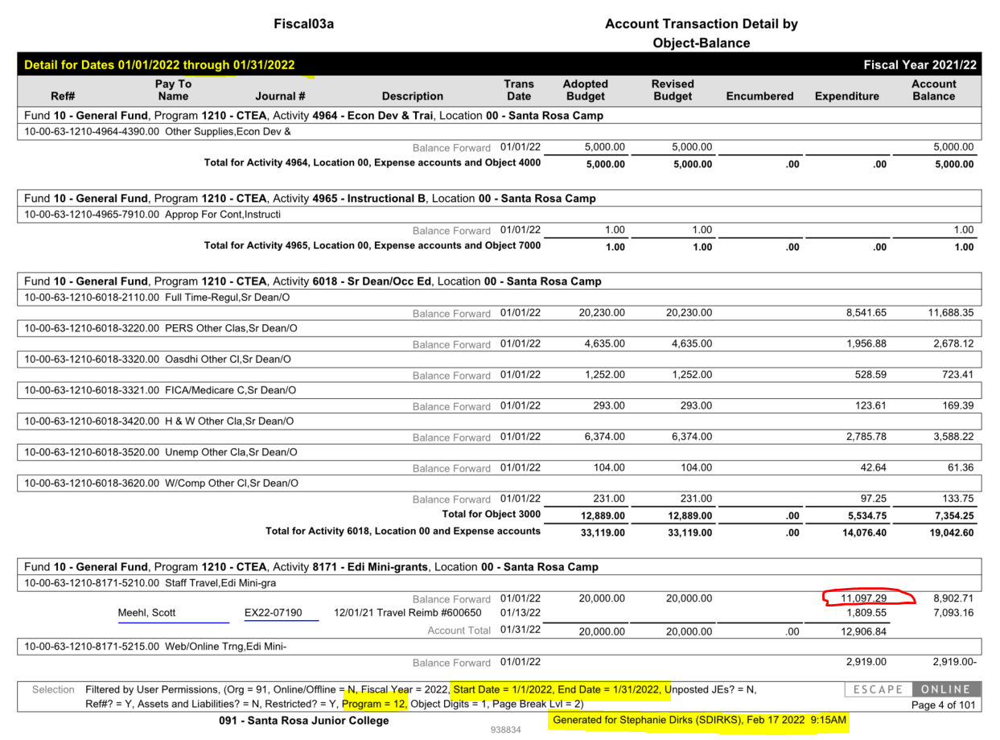 Fiscal03a Account Transaction Detail by
Object-Balance
Detail for Dates 01/01/2022 through 01/31/2022 Fiscal Year 2021/22
Ref# Pay To Name Journal # Description Trans Date Adopted Budget Revised Budget Encumbered Expenditure Account Balance
Fund 10 - General Fund, Program 1210 - CTEA, Activity 4964 - Econ Dev & Trai, Location 00 - Santa Rosa Camp
10-00-63-1210-4964-4390.00 Other Supplies,Econ Dev &
Balance Forward 01/01/22 5,000.00 5,000.00 5,000.00
Total for Activity 4964, Location 00, Expense accounts and Object 4000 5,000.00 5,000.00 .00 .00 5,000.00
Fund 10 - General Fund, Program 1210 - CTEA, Activity 4965 - Instructional B, Location 00 - Santa Rosa Camp
10-00-63-1210-4965-7910.00 Approp For Cont,Instructi
Balance Forward 01/01/22 1.00 1.00 1.00
Total for Activity 4965, Location 00, Expense accounts and Object 7000 1.00 1.00 .00 .00 1.00
Fund 10 - General Fund, Program 1210 - CTEA, Activity 6018 - Sr Dean/Occ Ed, Location 00 - Santa Rosa Camp
10-00-63-1210-6018-2110.00 Full Time-Regul,Sr Dean/O
Balance Forward 01/01/22 20,230.00 20,230.00 8,541.65 11,688.35
10-00-63-1210-6018-3220.00 PERS Other Clas,Sr Dean/O
Balance Forward 01/01/22 4,635.00 4,635.00 1,956.88 2,678.12
10-00-63-1210-6018-3320.00 Oasdhi Other Cl,Sr Dean/O
Balance Forward 01/01/22 1,252.00 1,252.00 528.59 723.41
10-00-63-1210-6018-3321.00 FICA/Medicare C,Sr Dean/O
Balance Forward 01/01/22 293.00 293.00 123.61 169.39
10-00-63-1210-6018-3420.00 H & W Other Cla,Sr Dean/O
Balance Forward 01/01/22 6,374.00 6,374.00 2,785.78 3,588.22
10-00-63-1210-6018-3520.00 Unemp Other Cla,Sr Dean/O
Balance Forward 01/01/22 104.00 104.00 42.64 61.36
10-00-63-1210-6018-3620.00 W/Comp Other Cl,Sr Dean/O
Balance Forward 01/01/22 231.00 231.00 97.25 133.75
Total for Object 3000 12,889.00 12,889.00 .00 5,534.75 7,354.25
Total for Activity 6018, Location 00 and Expense accounts 33,119.00 33,119.00 .00 14,076.40 19,042.60
Fund 10 - General Fund, Program 1210 - CTEA, Activity 8171 - Edi Mini-grants, Location 00 - Santa Rosa Camp
10-00-63-1210-8171-5210.00 Staff Travel,Edi Mini-gra
Balance Forward 01/01/22 20,000.00 20,000.00 11,097.29 8,902.71
Meehl, Scott EX22-07190 12/01/21 Travel Reimb #600650 01/13/22 1,809.55 7,093.16
Account Total 01/31/22 20,000.00 20,000.00 .00 12,906.84
10-00-63-1210-8171-5215.00 Web/Online Trng,Edi Mini-
Balance Forward 01/01/22 2,919.00 2,919.00-
Selection Filtered by User Permissions, (Org = 91, Online/Offline = N, Fiscal Year = 2022, Start Date = 1/1/2022, End Date = 1/31/2022, Unposted JEs? = N, ESCAPE ONLINE
Ref#? = Y, Assets and Liabilities? = N, Restricted? = Y, Program = 12, Object Digits = 1, Page Break Lvl = 2) Page 4 of 101
091 - Santa Rosa Junior College Generated for Stephanie Dirks (SDIRKS), Feb 17 2022 9:15AM
938834